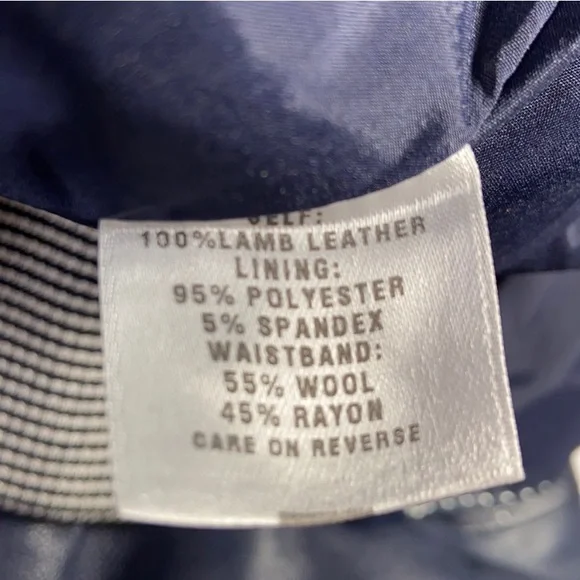 SELF:
100%LAMB LEATHER
LINING:
95% POLYESTER
5% SPANDEX
WAISTBAND:
55% WOOL
45% RAYON
CARE ON REVERSE